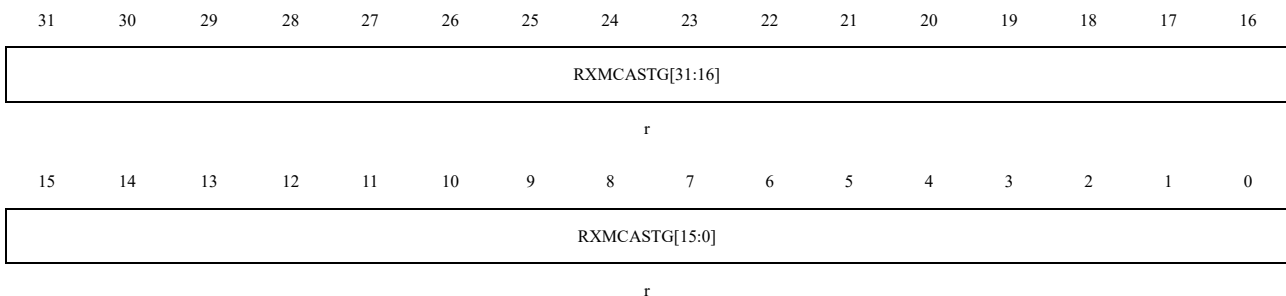 31 30 29 28 27 26 25 24 23 22 21 20 19 18 17 16
RXMCASTG[31:16]
r
15 14 13 12 11 10 9 8 7 6 5 4 3 2 1 0
RXMCASTG[15:0]
r